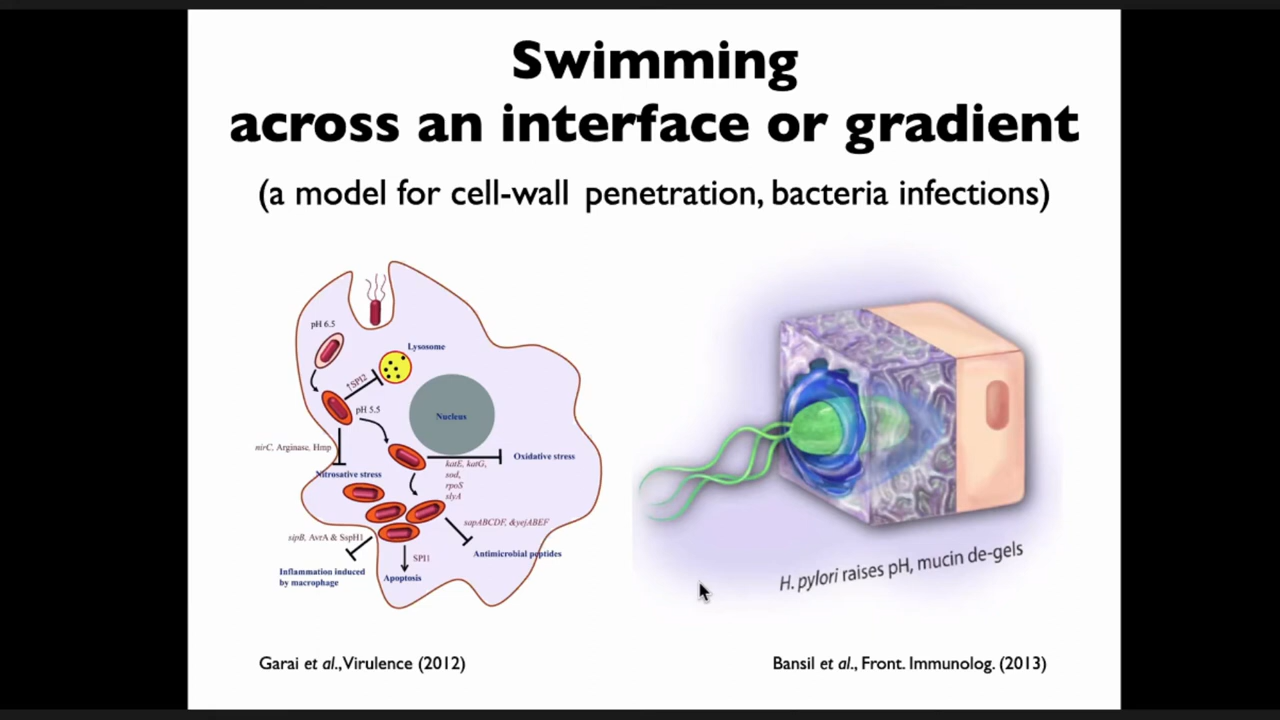 Swimming
across an interface or gradient
(a model for cell-wall penetration, bacteria infections)
pH 6.5
Lysosome
↑SPI2
pH 5.5
Nucleus
nirC, Arginase, Hmp
Nitrosative stress
Oxidative stress
katE, katG,
sod,
rpoS
slyA
sapABCDF, &yejABEF
sipB, AvrA & SspH1
SPI1
Antimicrobial peptides
Inflammation induced
by macrophage
Apoptosis
H. pylori raises pH, mucin de-gels
Garai et al., Virulence (2012)
Bansil et al., Front. Immunolog. (2013)